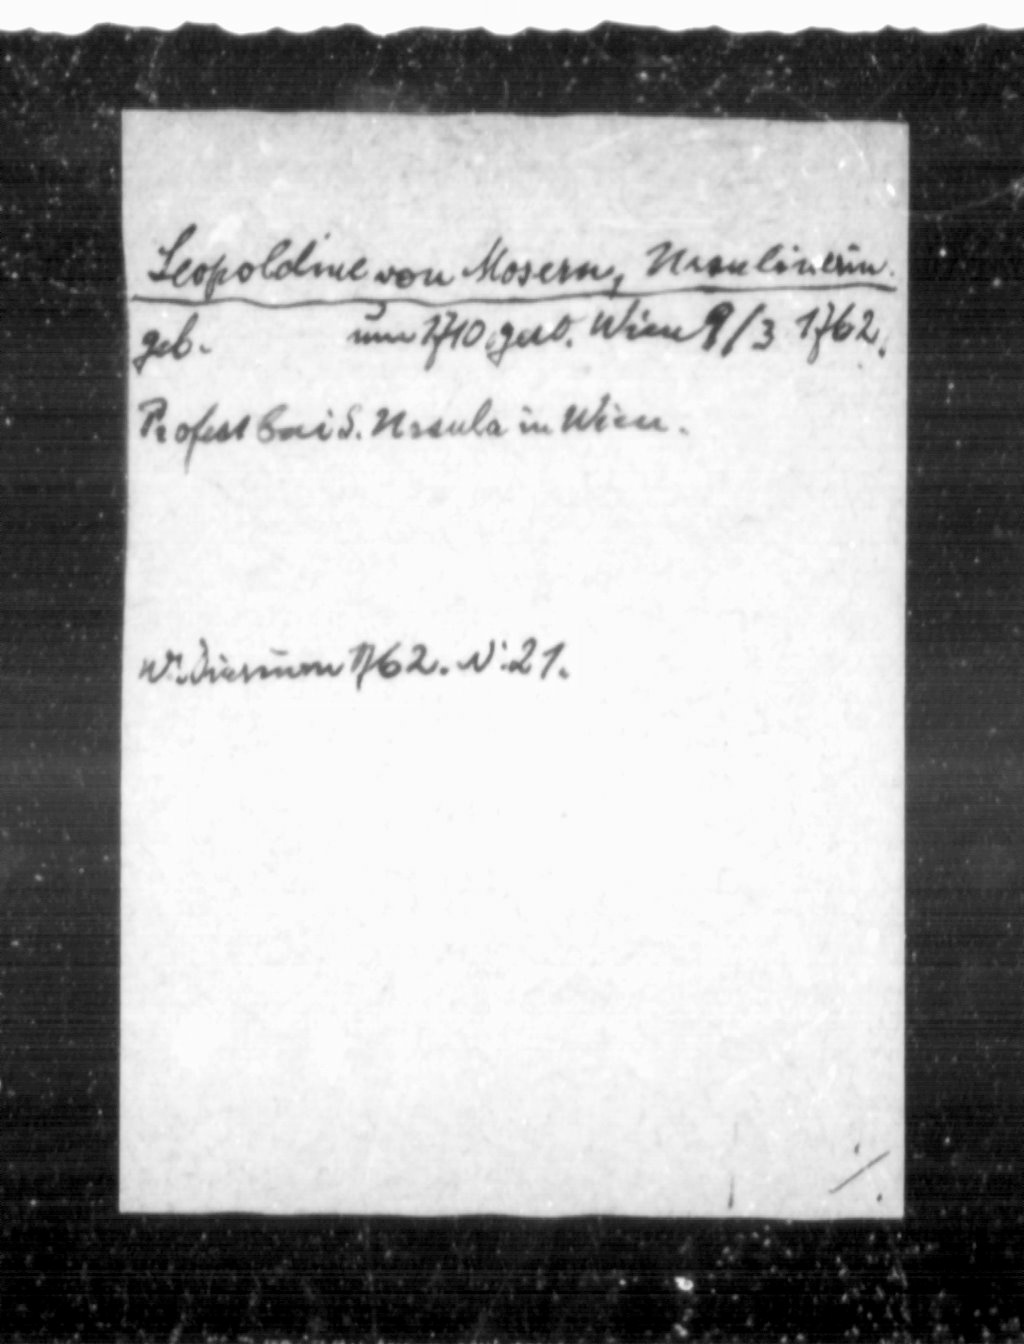 Leopoldine von Mosern, Ursulinerin.
geb. um 1710 gest. Wien 9/3 1762.
Profess bei S. Ursula in Wien.
W. Diarium 1762. N. 21.